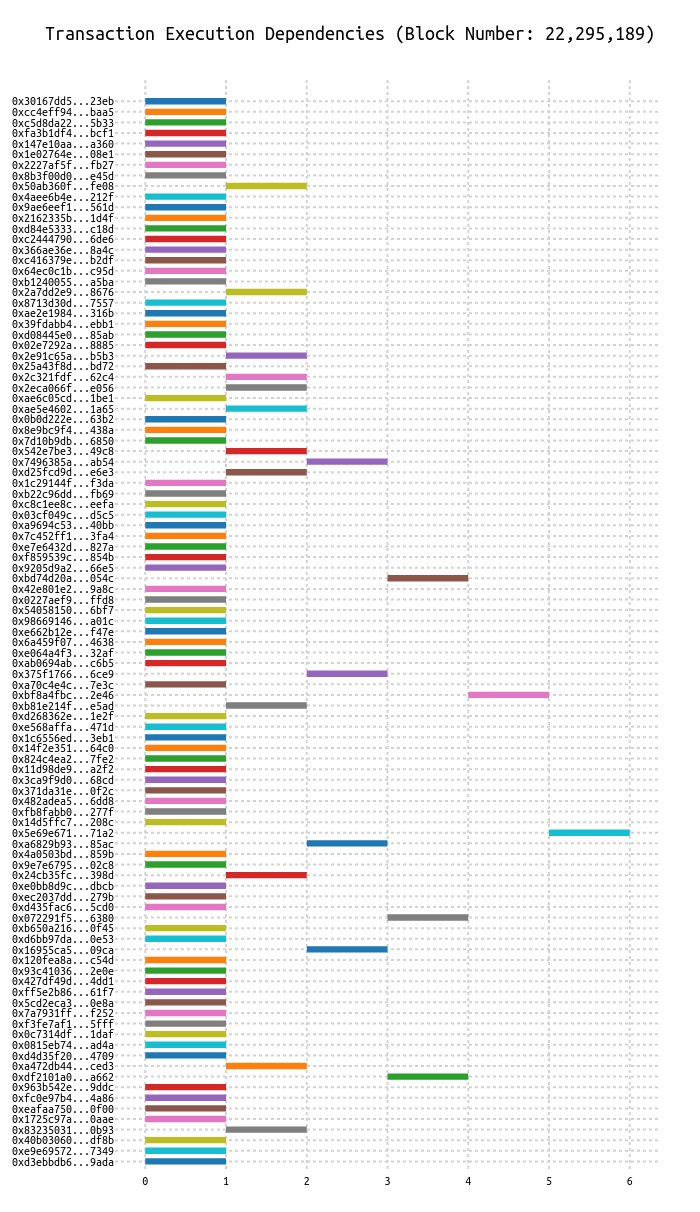 Transaction Execution Dependencies (Block Number: 22,295,189)
0x30167dd5...23eb
0xcc4eff94...baa5
0xc5d8da22...5b33
0xfa3b1df4...bcf1
0x147e10aa...a360
0x1e02764e...08e1
0x2227af5f...fb27
0x8b3f00d0...e45d
0x50ab360f...fe08
0x4aee6b4e...212f
0x9ae6eef1...561d
0x2162335b...1d4f
0xd84e5333...c18d
0xc2444790...6de6
0x366ae36e...8a4c
0xc416379e...b2df
0x64ec0c1b...c95d
0xb1240055...a5ba
0x2a7dd2e9...8676
0x8713d30d...7557
0xae2e1984...316b
0x39fdabb4...ebb1
0xd08445e0...85ab
0x02e7292a...8885
0x2e91c65a...b5b3
0x25a43f8d...bd72
0x2c321fdf...62c4
0x2eca066f...e056
0xae6c05cd...1be1
0xae5e4602...1a65
0x0b0d222e...63b2
0x8e9bc9f4...438a
0x7d10b9db...6850
0x542e7be3...49c8
0x7496385a...ab54
0xd25fcd9d...e6e3
0x1c29144f...f3da
0xb22c96dd...fb69
0xc8c1ee8c...eefa
0x03cf049c...d5c5
0xa9694c53...40bb
0x7c452ff1...3fa4
0xe7e6432d...827a
0xf859539c...854b
0x9205d9a2...66e5
0xbd74d20a...054c
0x42e801e2...9a8c
0x0227aef9...ffd8
0x54058150...6bf7
0x98669146...a01c
0xe662b12e...f47e
0x6a459f07...4638
0xe064a4f3...32af
0xab0694ab...c6b5
0x375f1766...6ce9
0xa70c4e4c...7e3c
0xbf8a4fbc...2e46
0xb81e214f...e5ad
0xd268362e...1e2f
0xe568affa...471d
0x1c6556ed...3eb1
0x14f2e351...64c0
0x824c4ea2...7fe2
0x11d98de9...a2f2
0x3ca9f9d0...68cd
0x371da31e...0f2c
0x482adea5...6dd8
0xfb8fabb0...277f
0x14d5ffc7...208c
0x5e69e671...71a2
0xa6829b93...85ac
0x4a0503bd...859b
0x9e7e6795...02c8
0x24cb35fc...398d
0xe0bb8d9c...dbcb
0xec2037dd...279b
0xd435fac6...5cd0
0x072291f5...6380
0xb650a216...0f45
0xd6bb97da...0e53
0x16955ca5...09ca
0x120fea8a...c54d
0x93c41036...2e0e
0x427df49d...4dd1
0xff5e2b86...61f7
0x5cd2eca3...0e8a
0x7a7931ff...f252
0xf3fe7af1...5fff
0x0c7314df...1daf
0x0815eb74...ad4a
0xd4d35f20...4709
0xa472db44...ced3
0xdf2101a0...a662
0x963b542e...9ddc
0xfc0e97b4...4a86
0xeafaa750...0f00
0x1725c97a...0aae
0x83235031...0b93
0x40b03060...df8b
0xe9e69572...7349
0xd3ebbdb6...9ada
0 1 2 3 4 5 6